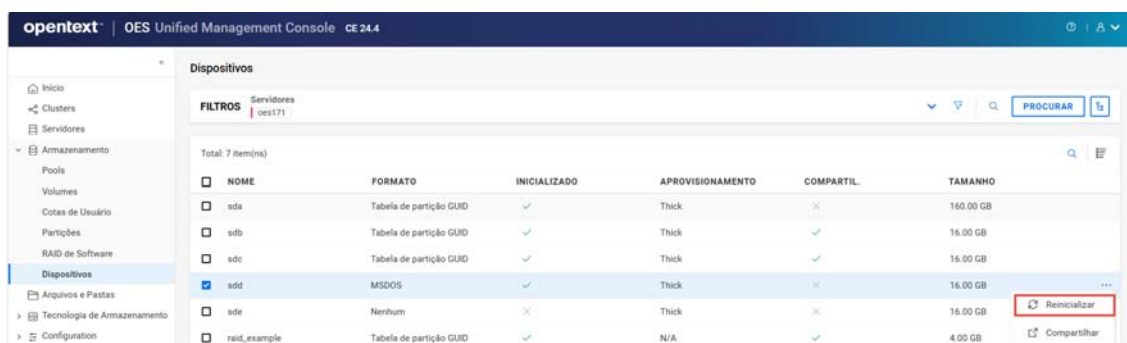 opentext™ | OES Unified Management Console CE 24.4
Início
Clusters
Servidores
Armazenamento
Pools
Volumes
Cotas de Usuário
Partições
RAID de Software
Dispositivos
Arquivos e Pastas
Tecnologia de Armazenamento
Configuration
Dispositivos
FILTROS Servidores
oes171
PROCURAR
Total: 7 item(ns)
NOME FORMATO INICIALIZADO APROVISIONAMENTO COMPARTIL. TAMANHO
sda Tabela de partição GUID Thick 160.00 GB
sdb Tabela de partição GUID Thick 16.00 GB
sdc Tabela de partição GUID Thick 16.00 GB
sdd MSDOS Thick 16.00 GB
sde Nenhum Thick 16.00 GB
raid_example Tabela de partição GUID N/A 4.00 GB
Reinicializar
Compartilhar